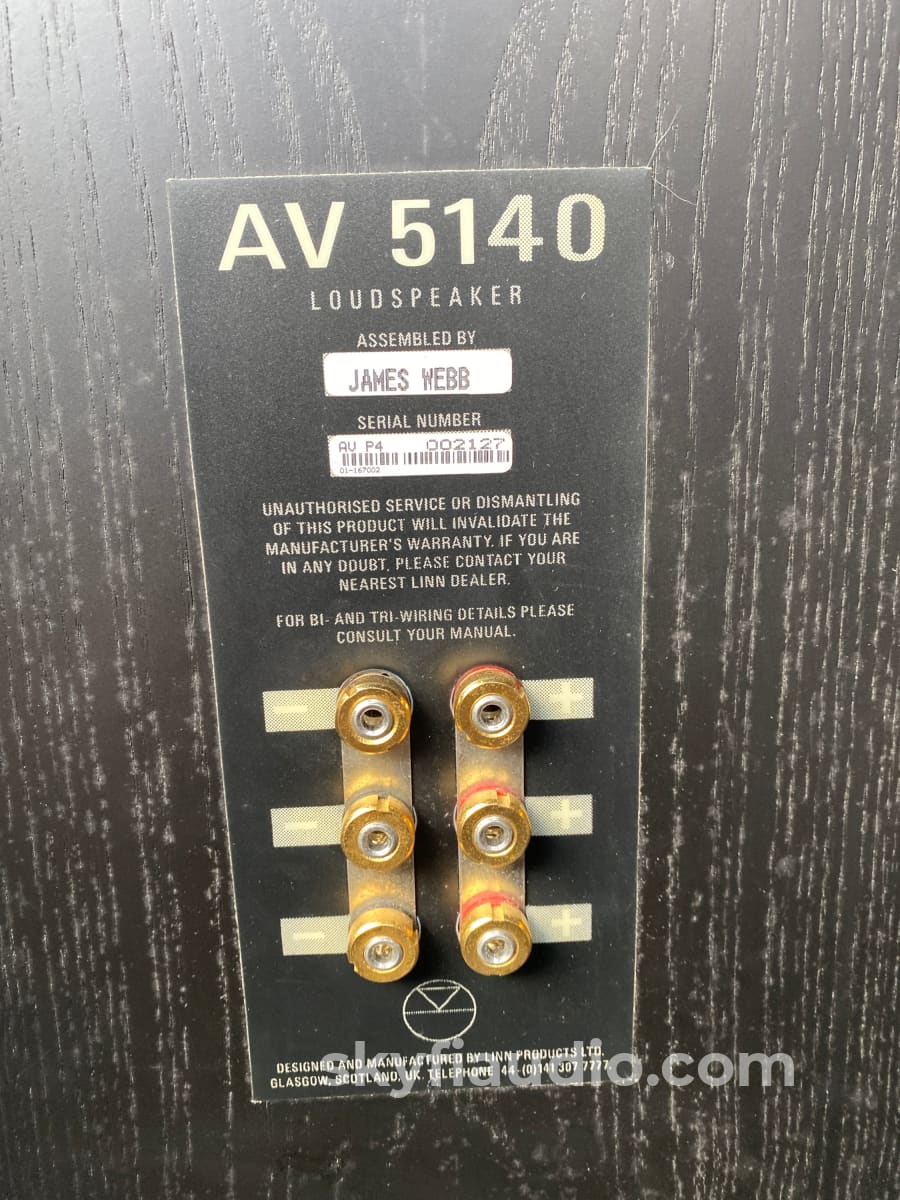 AV 5140
LOUDSPEAKER
ASSEMBLED BY
JAMES WEBB
SERIAL NUMBER
AV P4 002127
01-167002
UNAUTHORISED SERVICE OR DISMANTLING
OF THIS PRODUCT WILL INVALIDATE THE
MANUFACTURER'S WARRANTY. IF YOU ARE
IN ANY DOUBT, PLEASE CONTACT YOUR
NEAREST LINN DEALER.
FOR BI- AND TRI-WIRING DETAILS PLEASE
CONSULT YOUR MANUAL.
− +
− +
− +
DESIGNED AND MANUFACTURED BY LINN PRODUCTS LTD.
GLASGOW, SCOTLAND, UK. TELEPHONE 44-(0)141 307 7777.
skyfiaudio.com